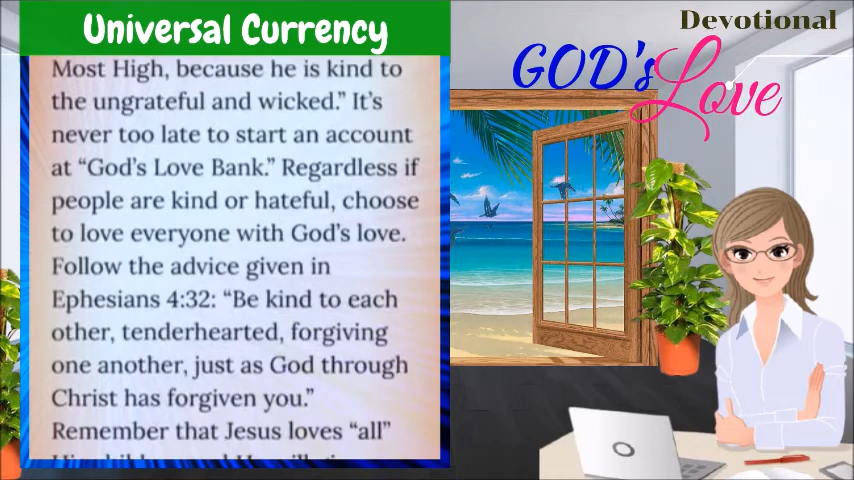 Universal Currency
Most High, because he is kind to
the ungrateful and wicked.” It’s
never too late to start an account
at “God’s Love Bank.” Regardless if
people are kind or hateful, choose
to love everyone with God’s love.
Follow the advice given in
Ephesians 4:32: “Be kind to each
other, tenderhearted, forgiving
one another, just as God through
Christ has forgiven you.”
Remember that Jesus loves “all”
Devotional
GOD's
Love